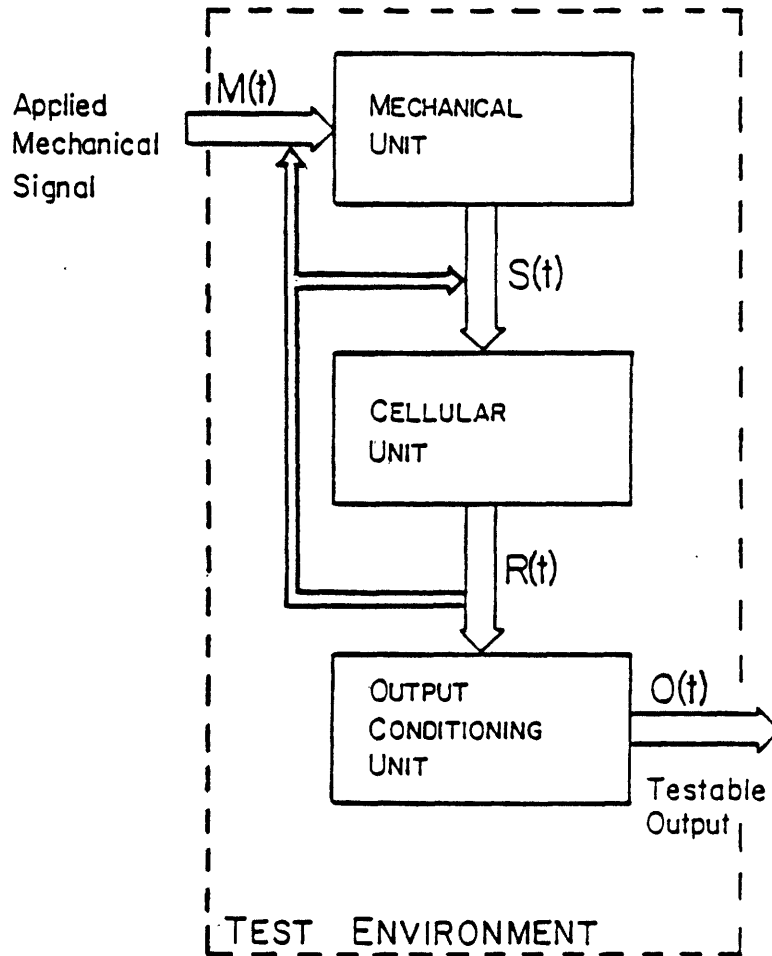 M(t)
Applied
Mechanical
Signal
MECHANICAL
UNIT
S(t)
CELLULAR
UNIT
R(t)
OUTPUT
CONDITIONING
UNIT
O(t)
Testable
Output
TEST ENVIRONMENT